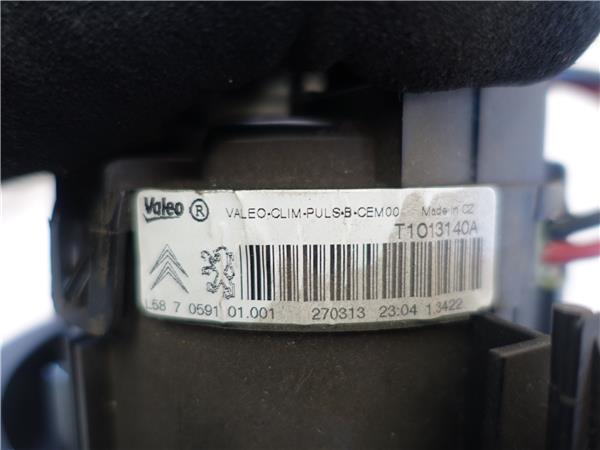 Valeo ® VALEO-CLIM-PULS-B-CEM00 Made in CZ
T1013140A
L58 7 0591 01.001 270313 23:04 13422